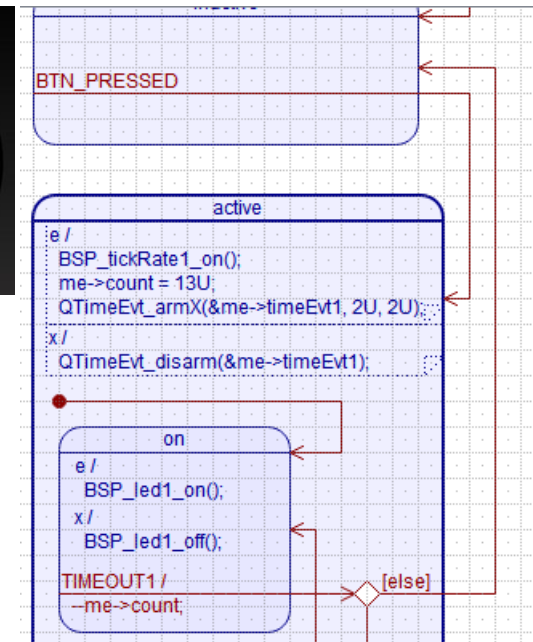 BTN_PRESSED
active
e /
BSP_tickRate1_on();
me->count = 13U;
QTimeEvt_armX(&me->timeEvt1, 2U, 2U);
x /
QTimeEvt_disarm(&me->timeEvt1);
on
e /
BSP_led1_on();
x /
BSP_led1_off();
TIMEOUT1 /
[else]
--me->count;